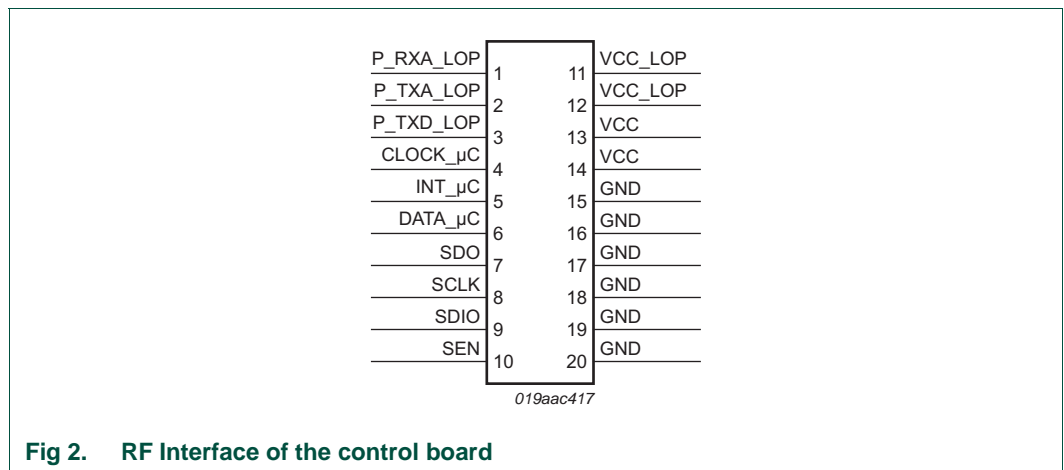 P_RXA_LOP 1 11 VCC_LOP
P_TXA_LOP 2 12 VCC_LOP
P_TXD_LOP 3 13 VCC
CLOCK_µC 4 14 VCC
INT_µC 5 15 GND
DATA_µC 6 16 GND
SDO 7 17 GND
SCLK 8 18 GND
SDIO 9 19 GND
SEN 10 20 GND
019aac417
Fig 2. RF Interface of the control board